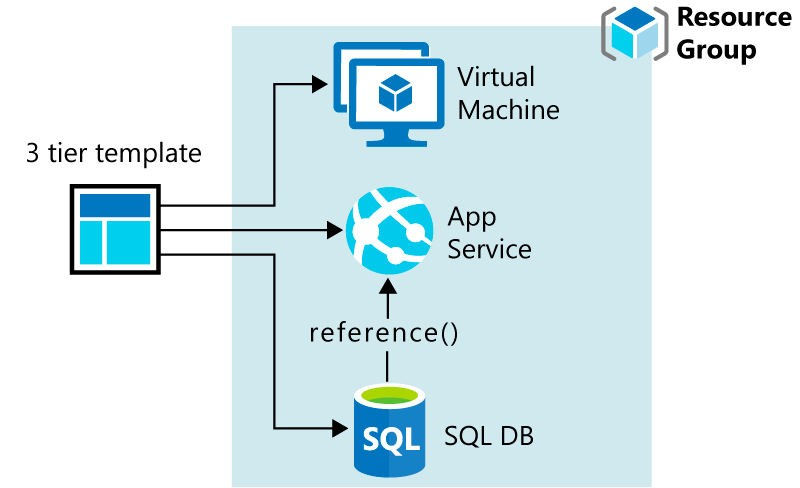 Resource
Group
Virtual
Machine
3 tier template
App
Service
reference()
SQL
SQL DB